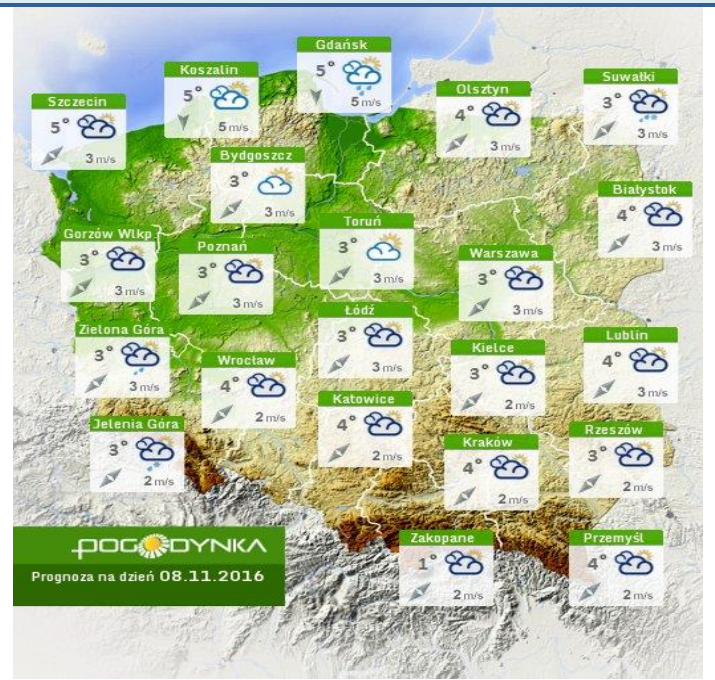 Gdańsk
5°
5 m/s
Koszalin
5°
5 m/s
Szczecin
5°
3 m/s
Olsztyn
4°
3 m/s
Suwałki
3°
3 m/s
Bydgoszcz
3°
3 m/s
Białystok
4°
3 m/s
Gorzów Wlkp
3°
3 m/s
Poznań
3°
3 m/s
Toruń
3°
3 m/s
Warszawa
3°
3 m/s
Zielona Góra
3°
3 m/s
Łódź
3°
3 m/s
Wrocław
4°
2 m/s
Kielce
3°
2 m/s
Lublin
4°
3 m/s
Jelenia Góra
3°
2 m/s
Katowice
4°
2 m/s
Kraków
4°
2 m/s
Rzeszów
3°
2 m/s
Zakopane
1°
2 m/s
Przemyśl
4°
2 m/s
POGODYNKA
Prognoza na dzień 08.11.2016